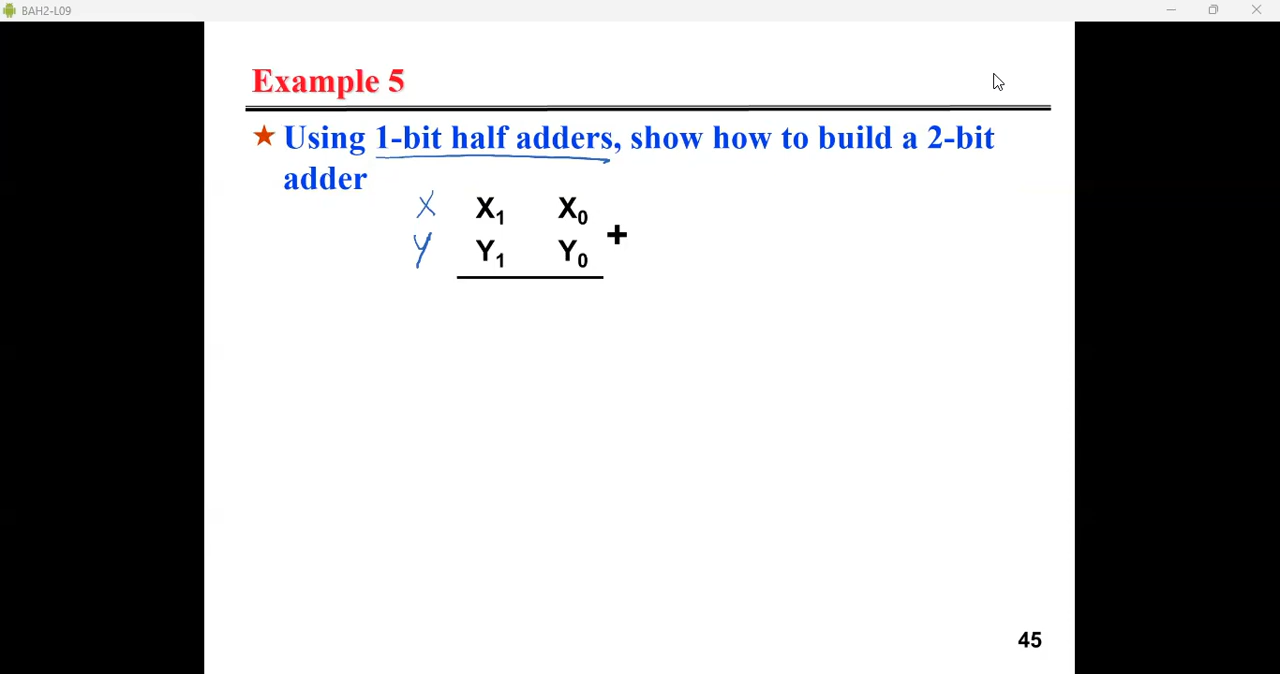 BAH2-L09
Example 5
★ Using 1-bit half adders, show how to build a 2-bit
adder
X X₁ X₀
+
Y Y₁ Y₀
45